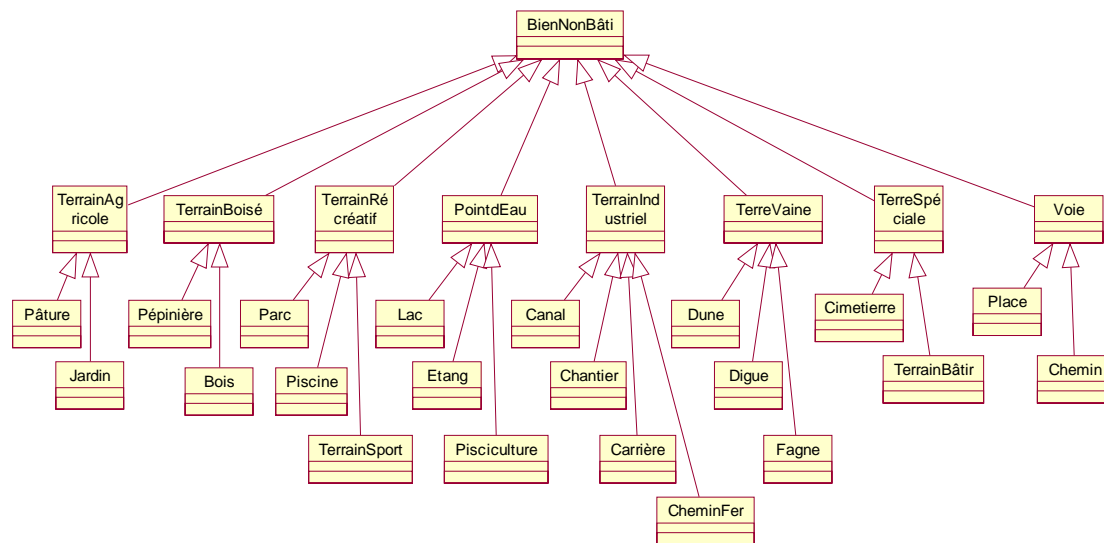 BienNonBâti
TerrainAg
ricole
TerrainBoisé
TerrainRé
créatif
PointdEau
TerrainInd
ustriel
TerreVaine
TerreSpé
ciale
Voie
Pâture
Pépinière
Parc
Lac
Canal
Dune
Cimetierre
Place
Jardin
Bois
Piscine
Etang
Chantier
Digue
TerrainBâtir
Chemin
TerrainSport
Pisciculture
Carrière
Fagne
CheminFer